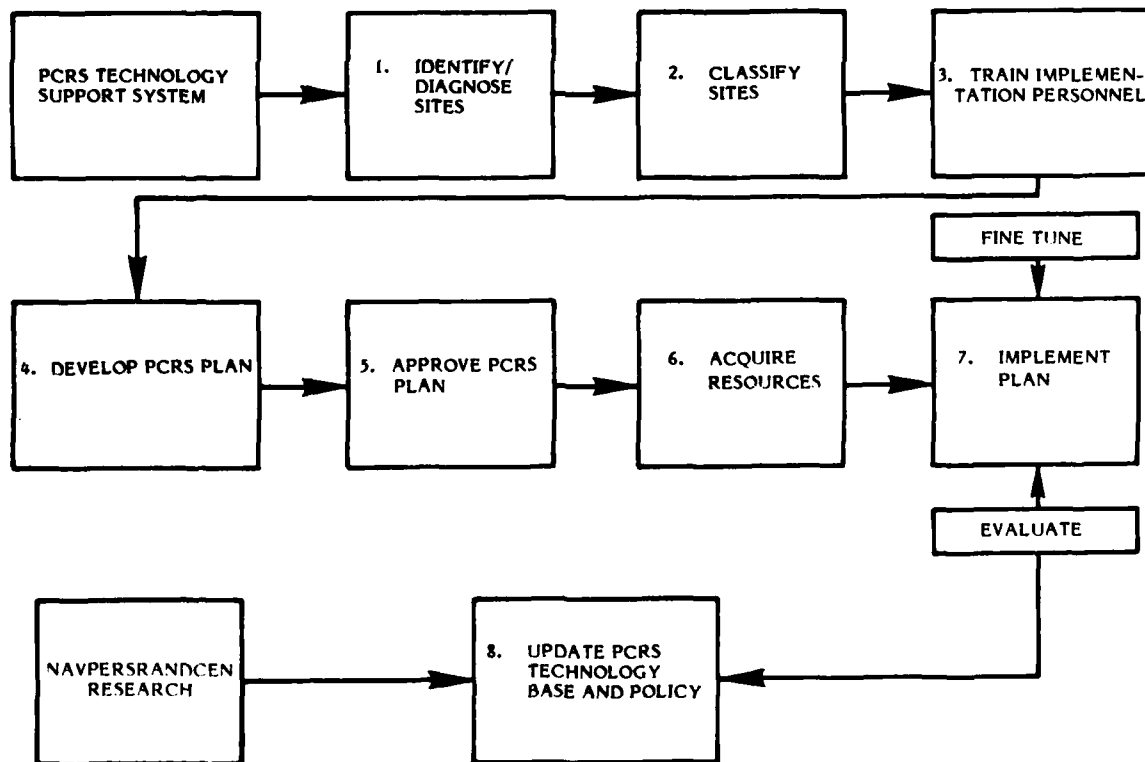 PCRS TECHNOLOGY
SUPPORT SYSTEM
1. IDENTIFY/
DIAGNOSE SITES
2. CLASSIFY
SITES
3. TRAIN IMPLEMEN-
TATION PERSONNEL
FINE TUNE
4. DEVELOP PCRS PLAN
5. APPROVE PCRS
PLAN
6. ACQUIRE
RESOURCES
7. IMPLEMENT
PLAN
EVALUATE
NAVPERSRANDCEN
RESEARCH
8. UPDATE PCRS
TECHNOLOGY
BASE AND POLICY